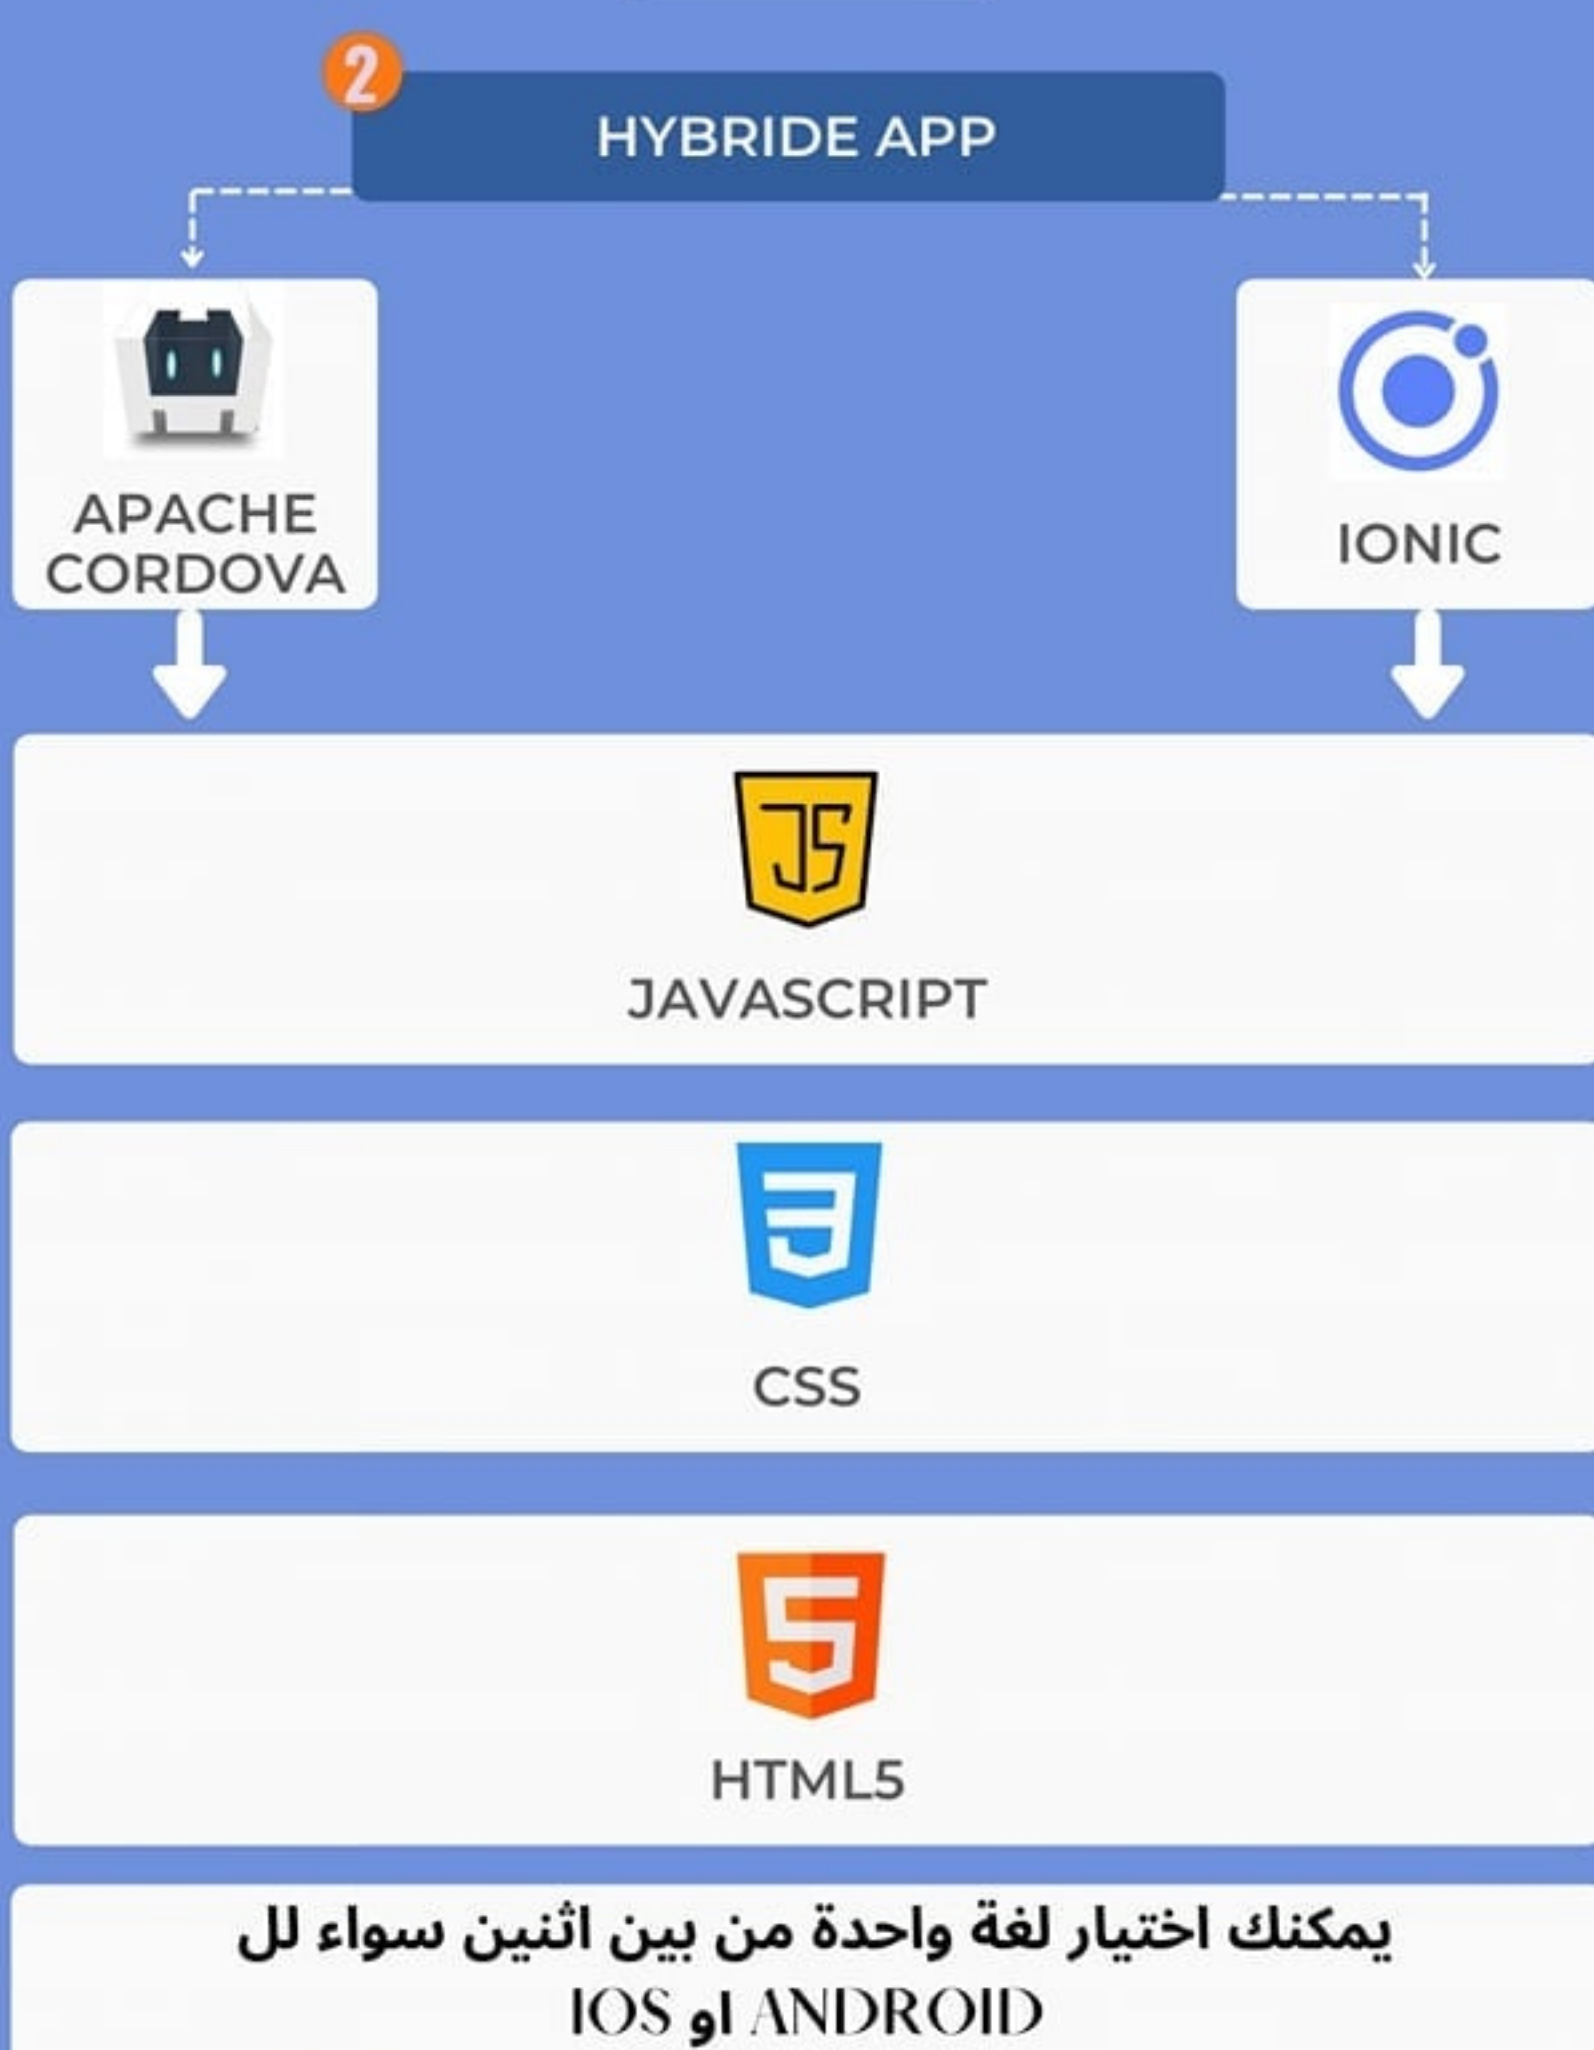 2
HYBRIDE APP
APACHE
CORDOVA
IONIC
JS
JAVASCRIPT
3
CSS
5
HTML5
يمكنك اختيار لغة واحدة من بين اثنين سواء لل
ANDROID او IOS